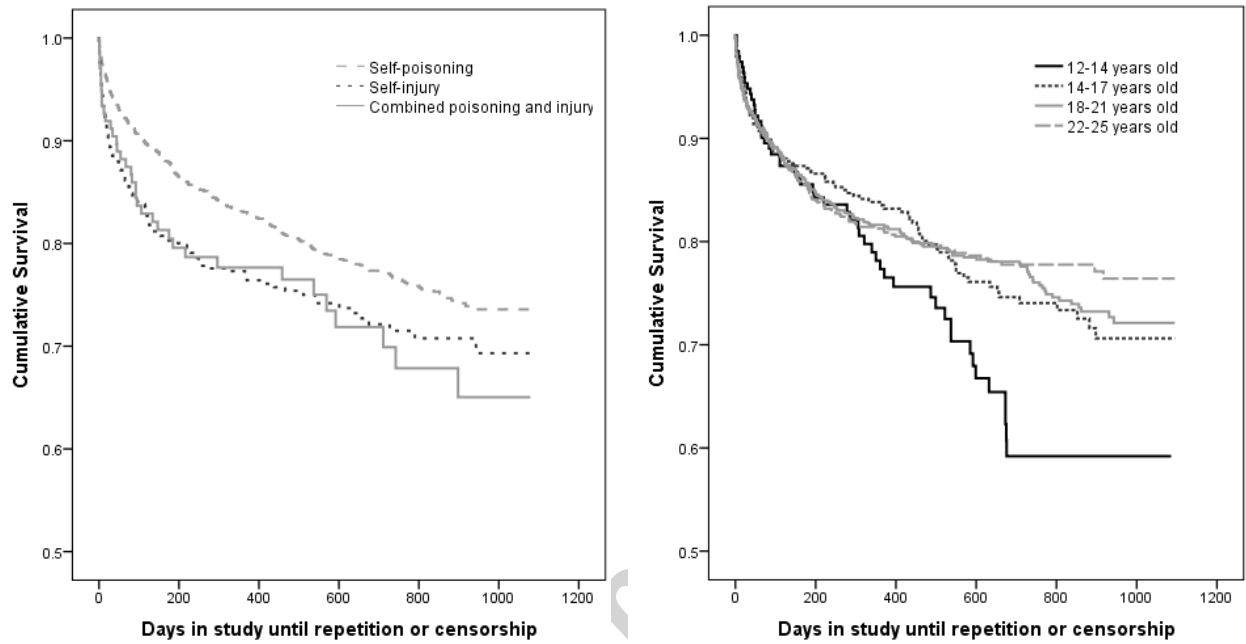 1.0
0.9
0.8
0.7
0.6
0.5
Cumulative Survival
Self-poisoning
Self-injury
Combined poisoning and injury
0 200 400 600 800 1000 1200
Days in study until repetition or censorship
1.0
0.9
0.8
0.7
0.6
0.5
Cumulative Survival
12-14 years old
14-17 years old
18-21 years old
22-25 years old
0 200 400 600 800 1000 1200
Days in study until repetition or censorship